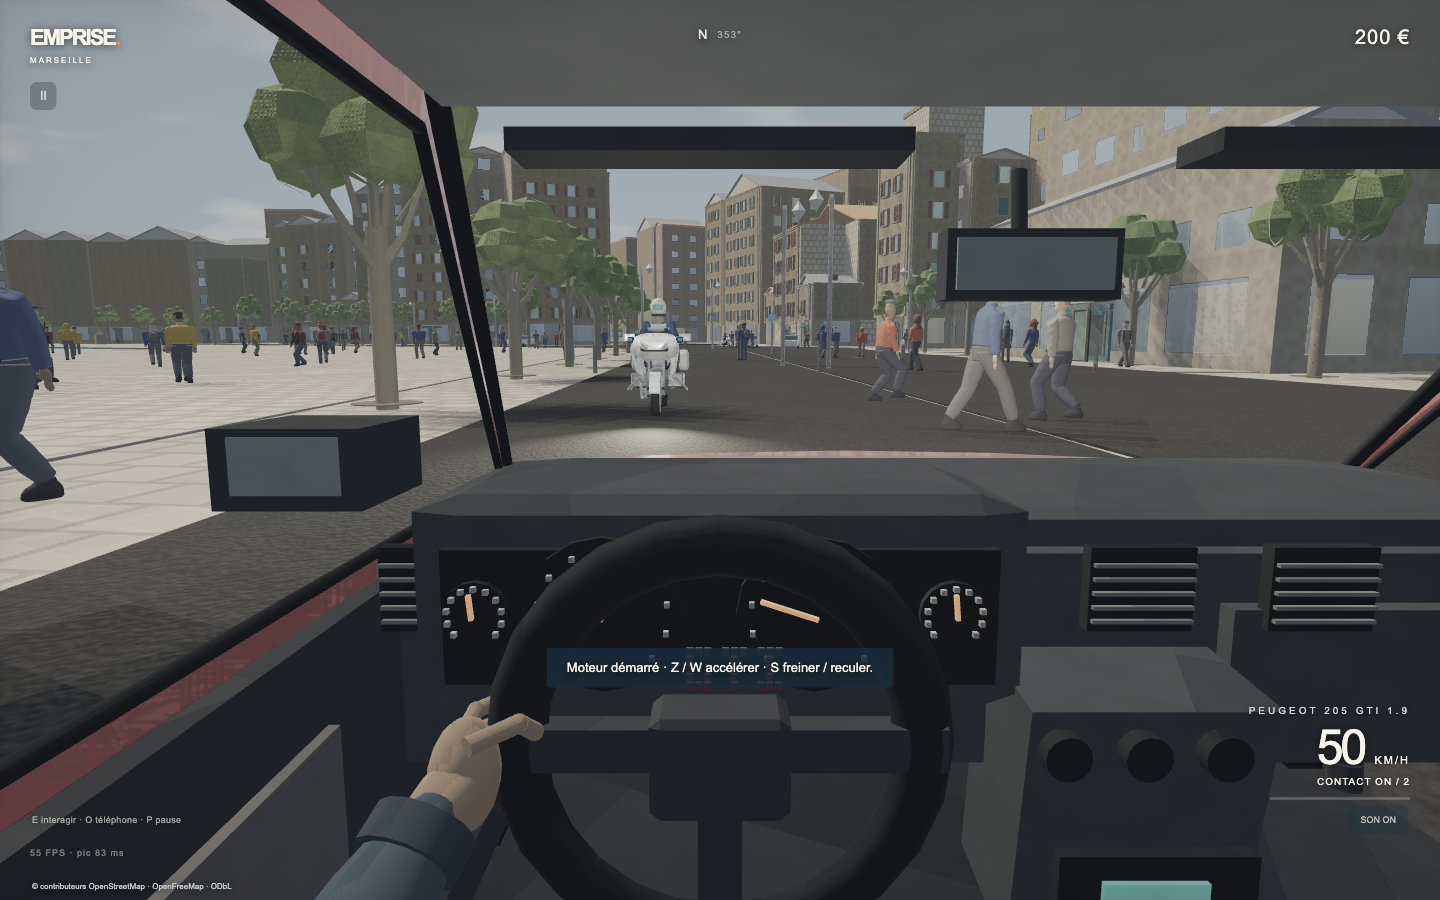 EMPRISE.
MARSEILLE
N 353°
200 €
Moteur démarré · Z / W accélérer · S freiner / reculer.
PEUGEOT 205 GTI 1.9
50 KM/H
CONTACT ON / 2
SON ON
E interagir · O téléphone · P pause
55 FPS · pic 83 ms
© contributeurs OpenStreetMap · OpenFreeMap · ODbL